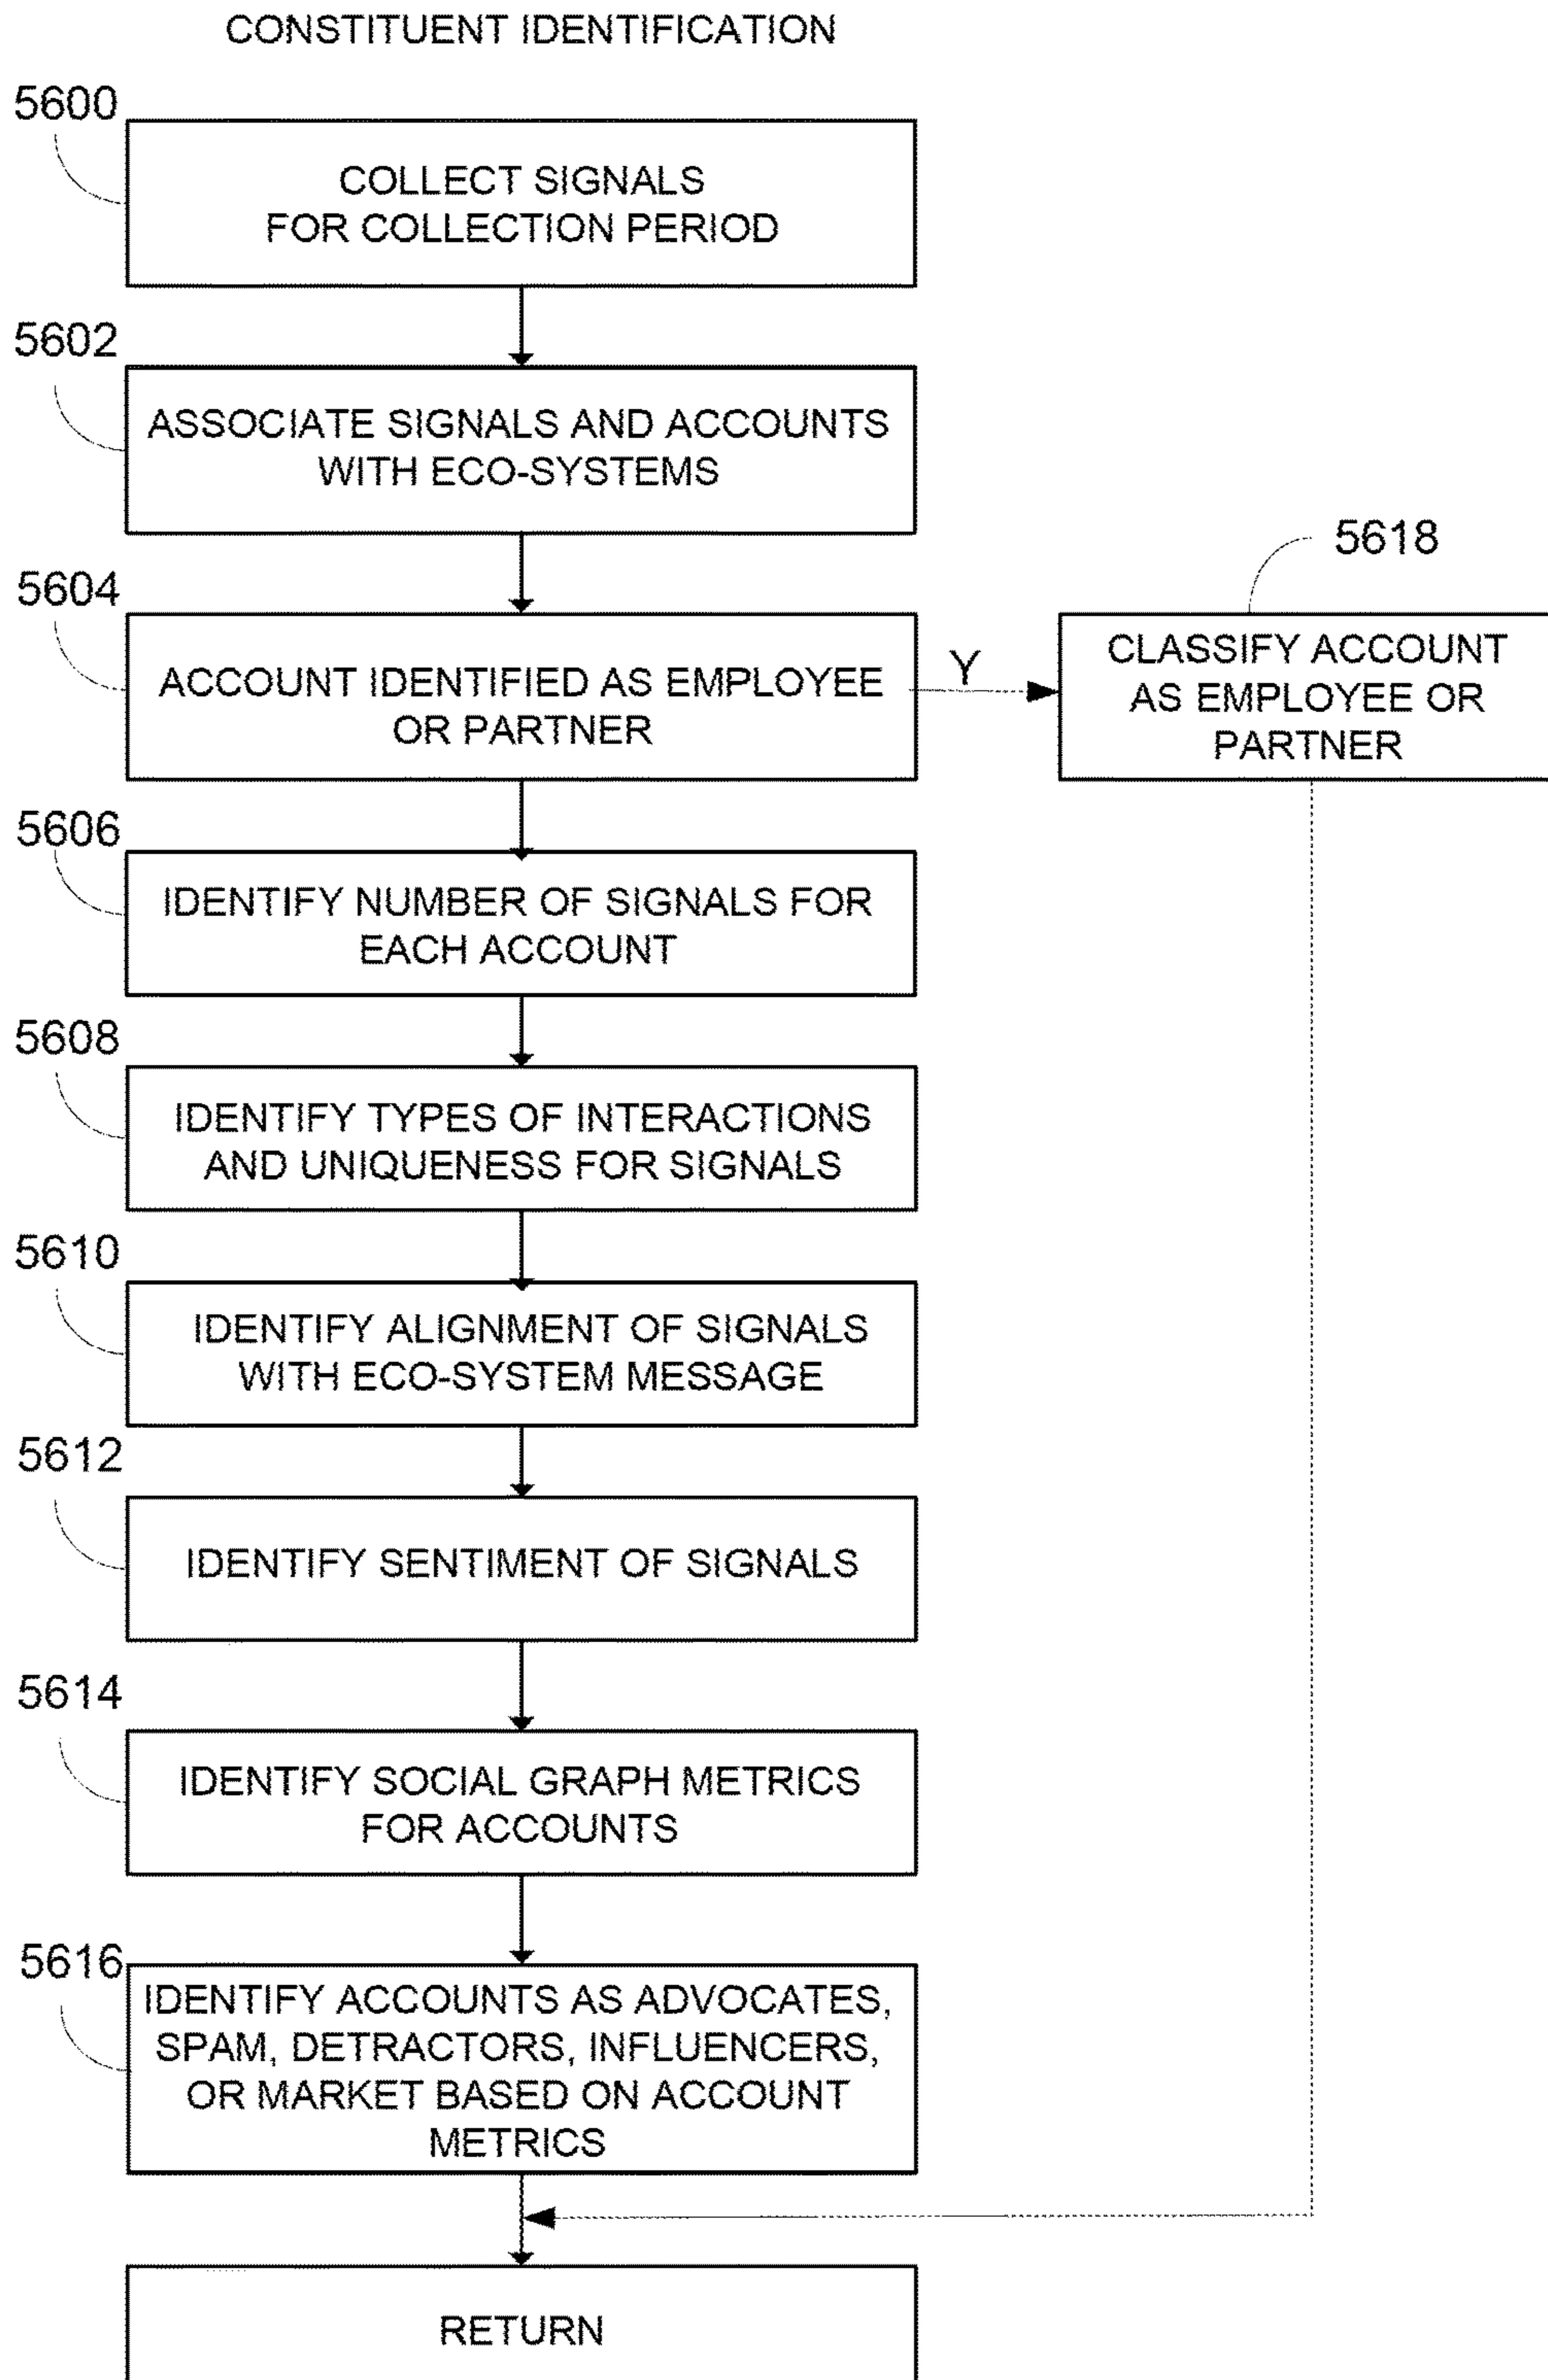 CONSTITUENT IDENTIFICATION
5600
COLLECT SIGNALS
FOR COLLECTION PERIOD
5602
ASSOCIATE SIGNALS AND ACCOUNTS
WITH ECO-SYSTEMS
5604
ACCOUNT IDENTIFIED AS EMPLOYEE
OR PARTNER
Y
5618
CLASSIFY ACCOUNT
AS EMPLOYEE OR
PARTNER
5606
IDENTIFY NUMBER OF SIGNALS FOR
EACH ACCOUNT
5608
IDENTIFY TYPES OF INTERACTIONS
AND UNIQUENESS FOR SIGNALS
5610
IDENTIFY ALIGNMENT OF SIGNALS
WITH ECO-SYSTEM MESSAGE
5612
IDENTIFY SENTIMENT OF SIGNALS
5614
IDENTIFY SOCIAL GRAPH METRICS
FOR ACCOUNTS
5616
IDENTIFY ACCOUNTS AS ADVOCATES,
SPAM, DETRACTORS, INFLUENCERS,
OR MARKET BASED ON ACCOUNT
METRICS
RETURN